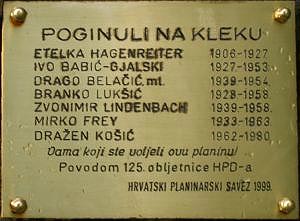 POGINULI NA KLEKU
ETELKA HAGENREITER 1906-1927.
IVO BABIĆ-GJALSKI 1927.-1953.
DRAGO BELAČIĆ, ml. 1939-1954.
BRANKO LUKŠIĆ 1928-1958.
ZVONIMIR LINDENBACH 1939.-1958.
MIRKO FREY 1933.-1963.
DRAŽEN KOŠIĆ 1962-1980.
Vama koji ste voljeli ovu planinu!
Povodom 125. obljetnice HPD-a
HRVATSKI PLANINARSKI SAVEZ 1999.